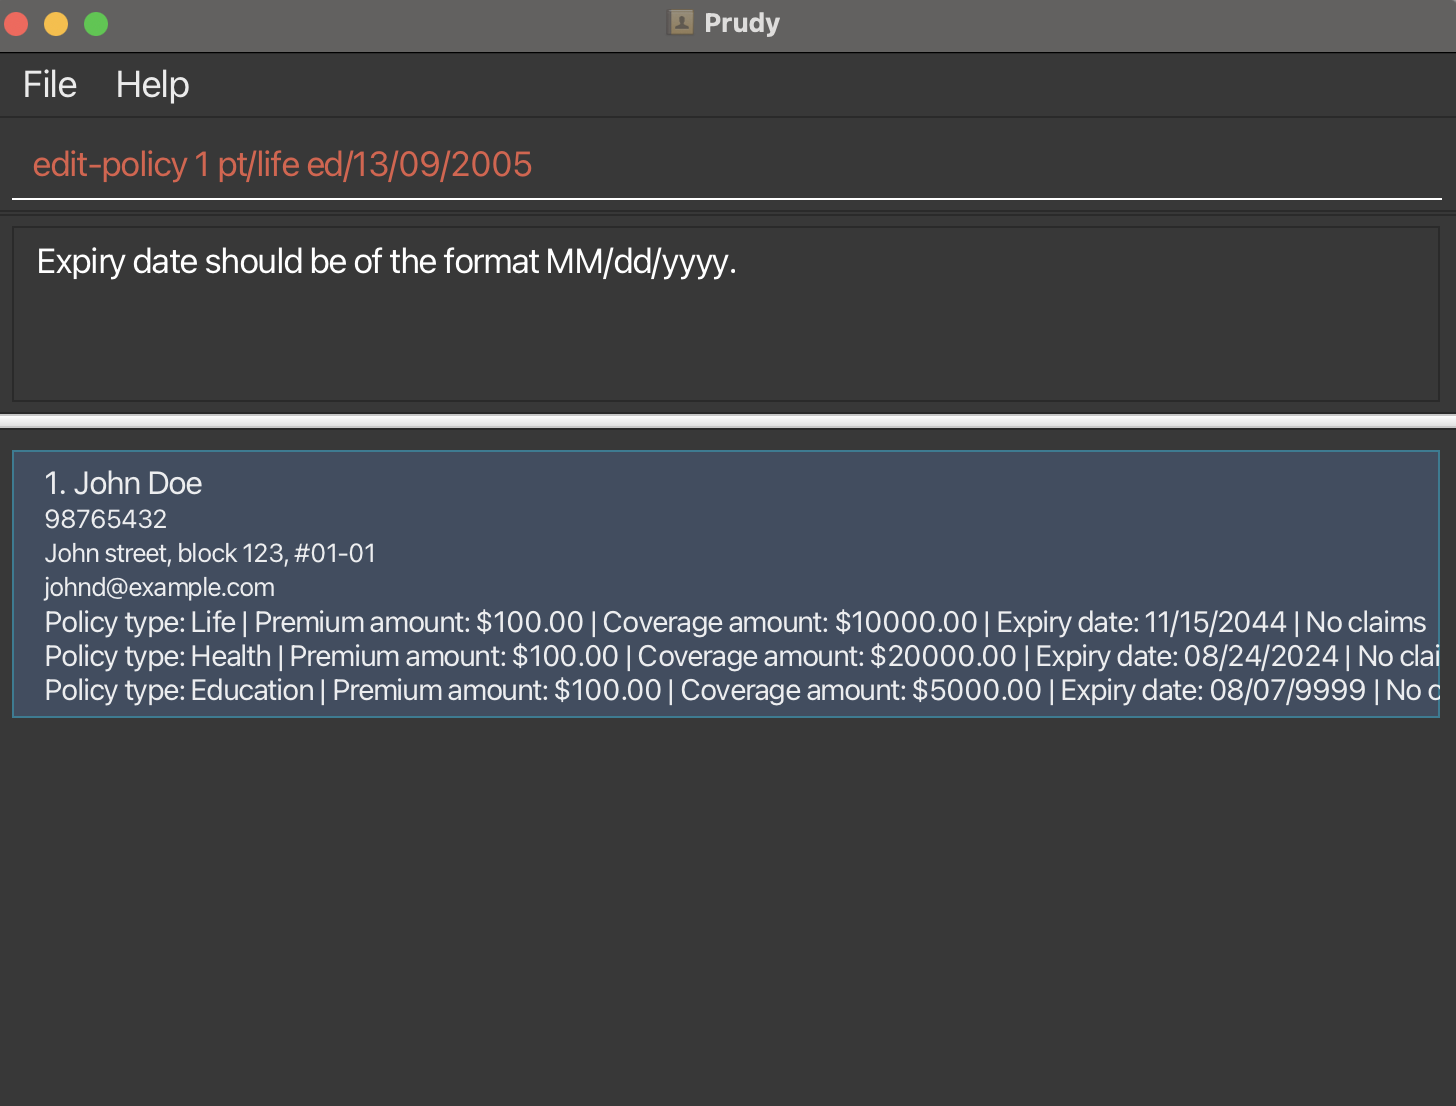 Prudy
File Help
edit-policy 1 pt/life ed/13/09/2005
Expiry date should be of the format MM/dd/yyyy.
1. John Doe
98765432
John street, block 123, #01-01
johnd@example.com
Policy type: Life | Premium amount: $100.00 | Coverage amount: $10000.00 | Expiry date: 11/15/2044 | No claims
Policy type: Health | Premium amount: $100.00 | Coverage amount: $20000.00 | Expiry date: 08/24/2024 | No clai
Policy type: Education | Premium amount: $100.00 | Coverage amount: $5000.00 | Expiry date: 08/07/9999 | No c